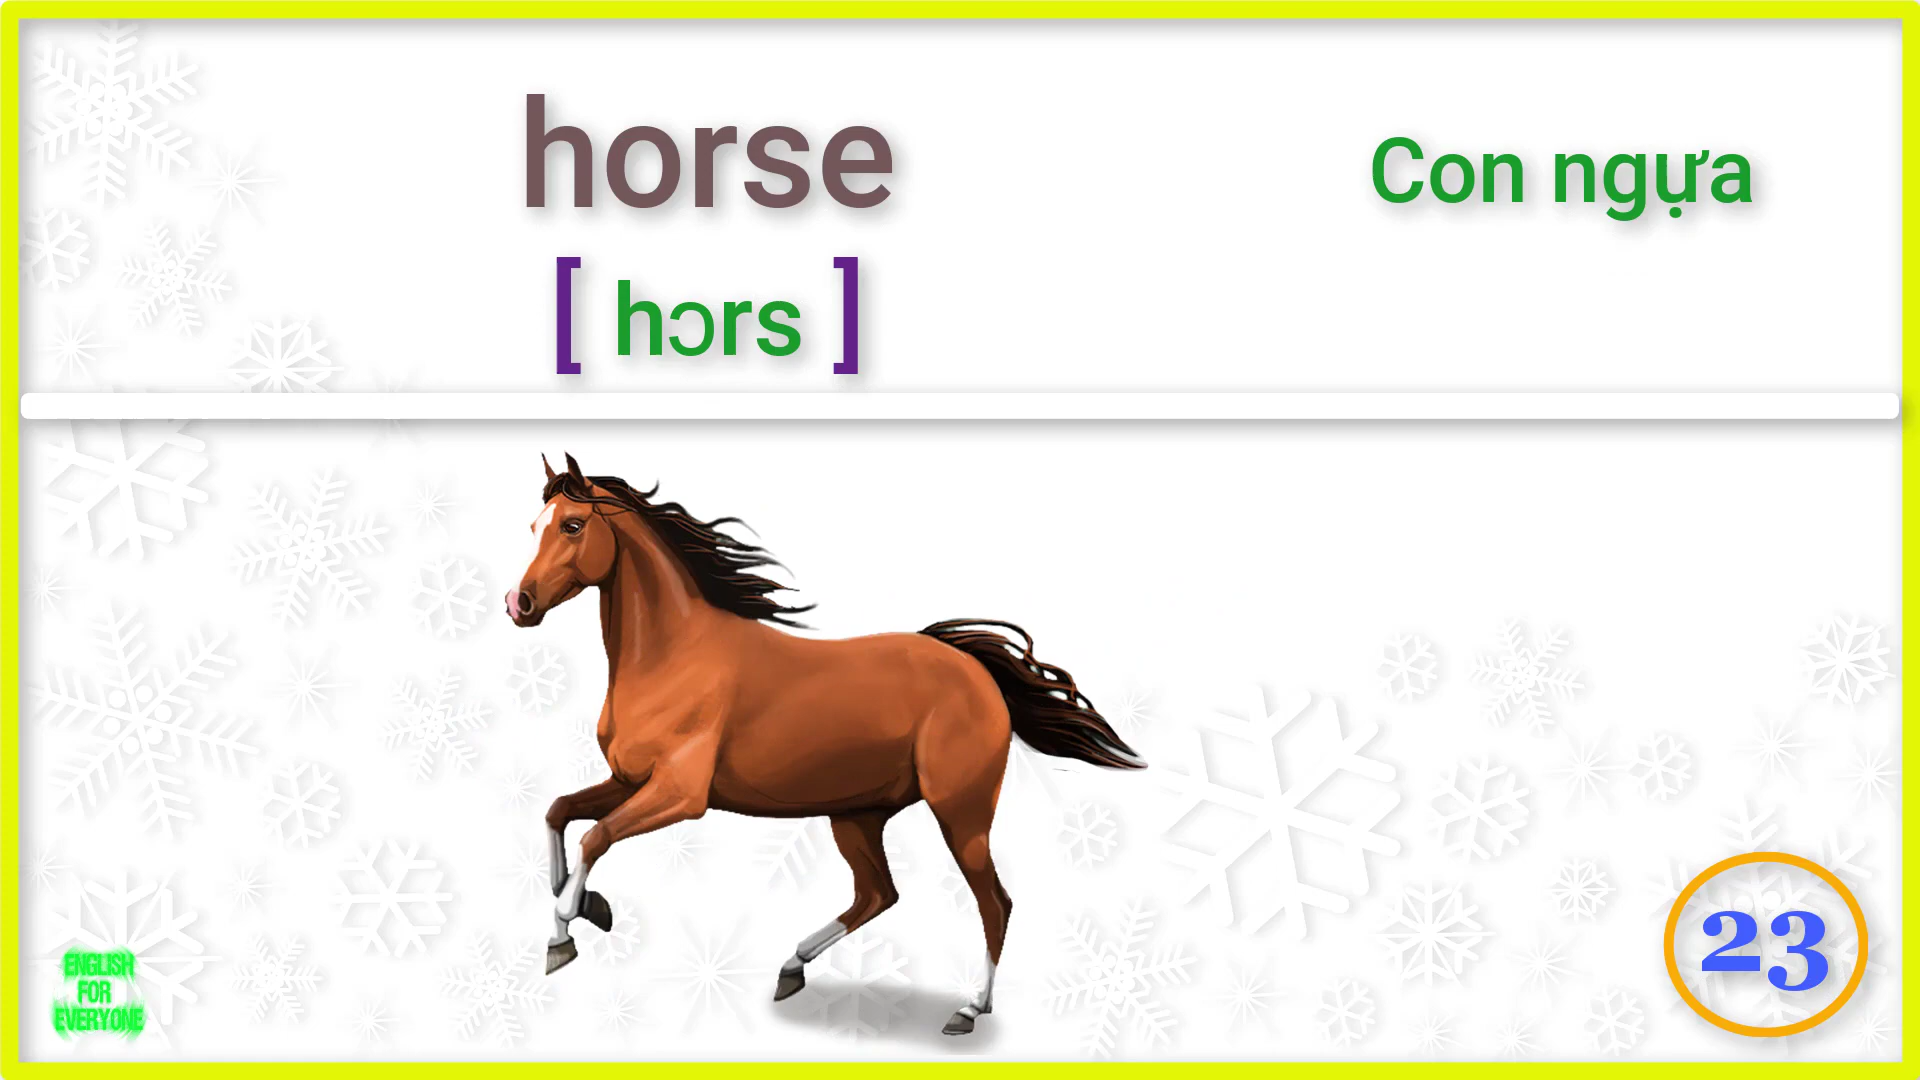 horse
Con ngựa
[ hɔrs ]
23
ENGLISH
FOR
EVERYONE